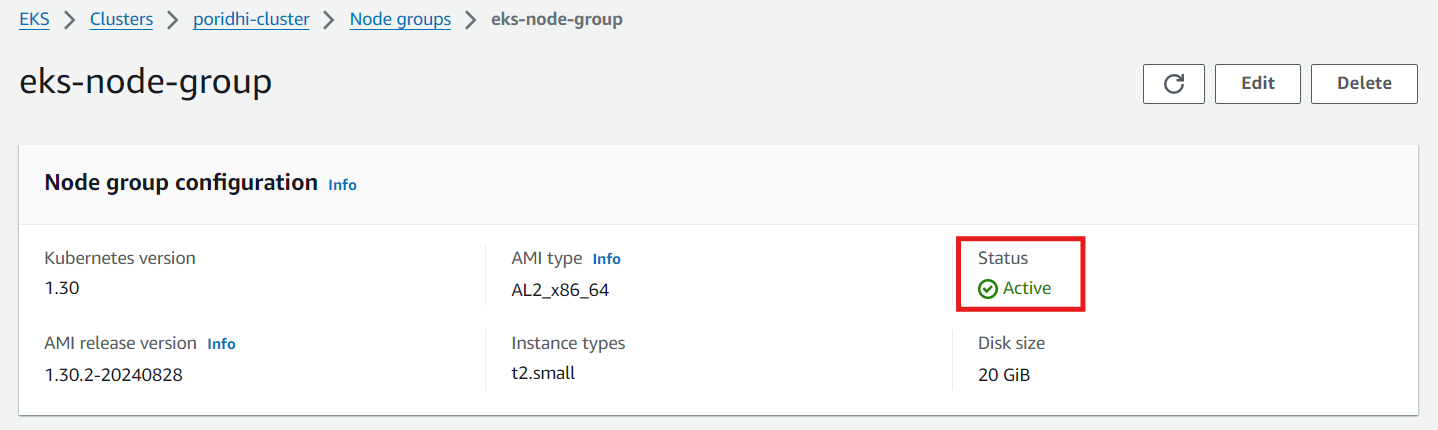 EKS > Clusters > poridhi-cluster > Node groups > eks-node-group
eks-node-group
Edit
Delete
Node group configuration Info
Kubernetes version
1.30
AMI type Info
AL2_x86_64
Status
Active
AMI release version Info
1.30.2-20240828
Instance types
t2.small
Disk size
20 GiB